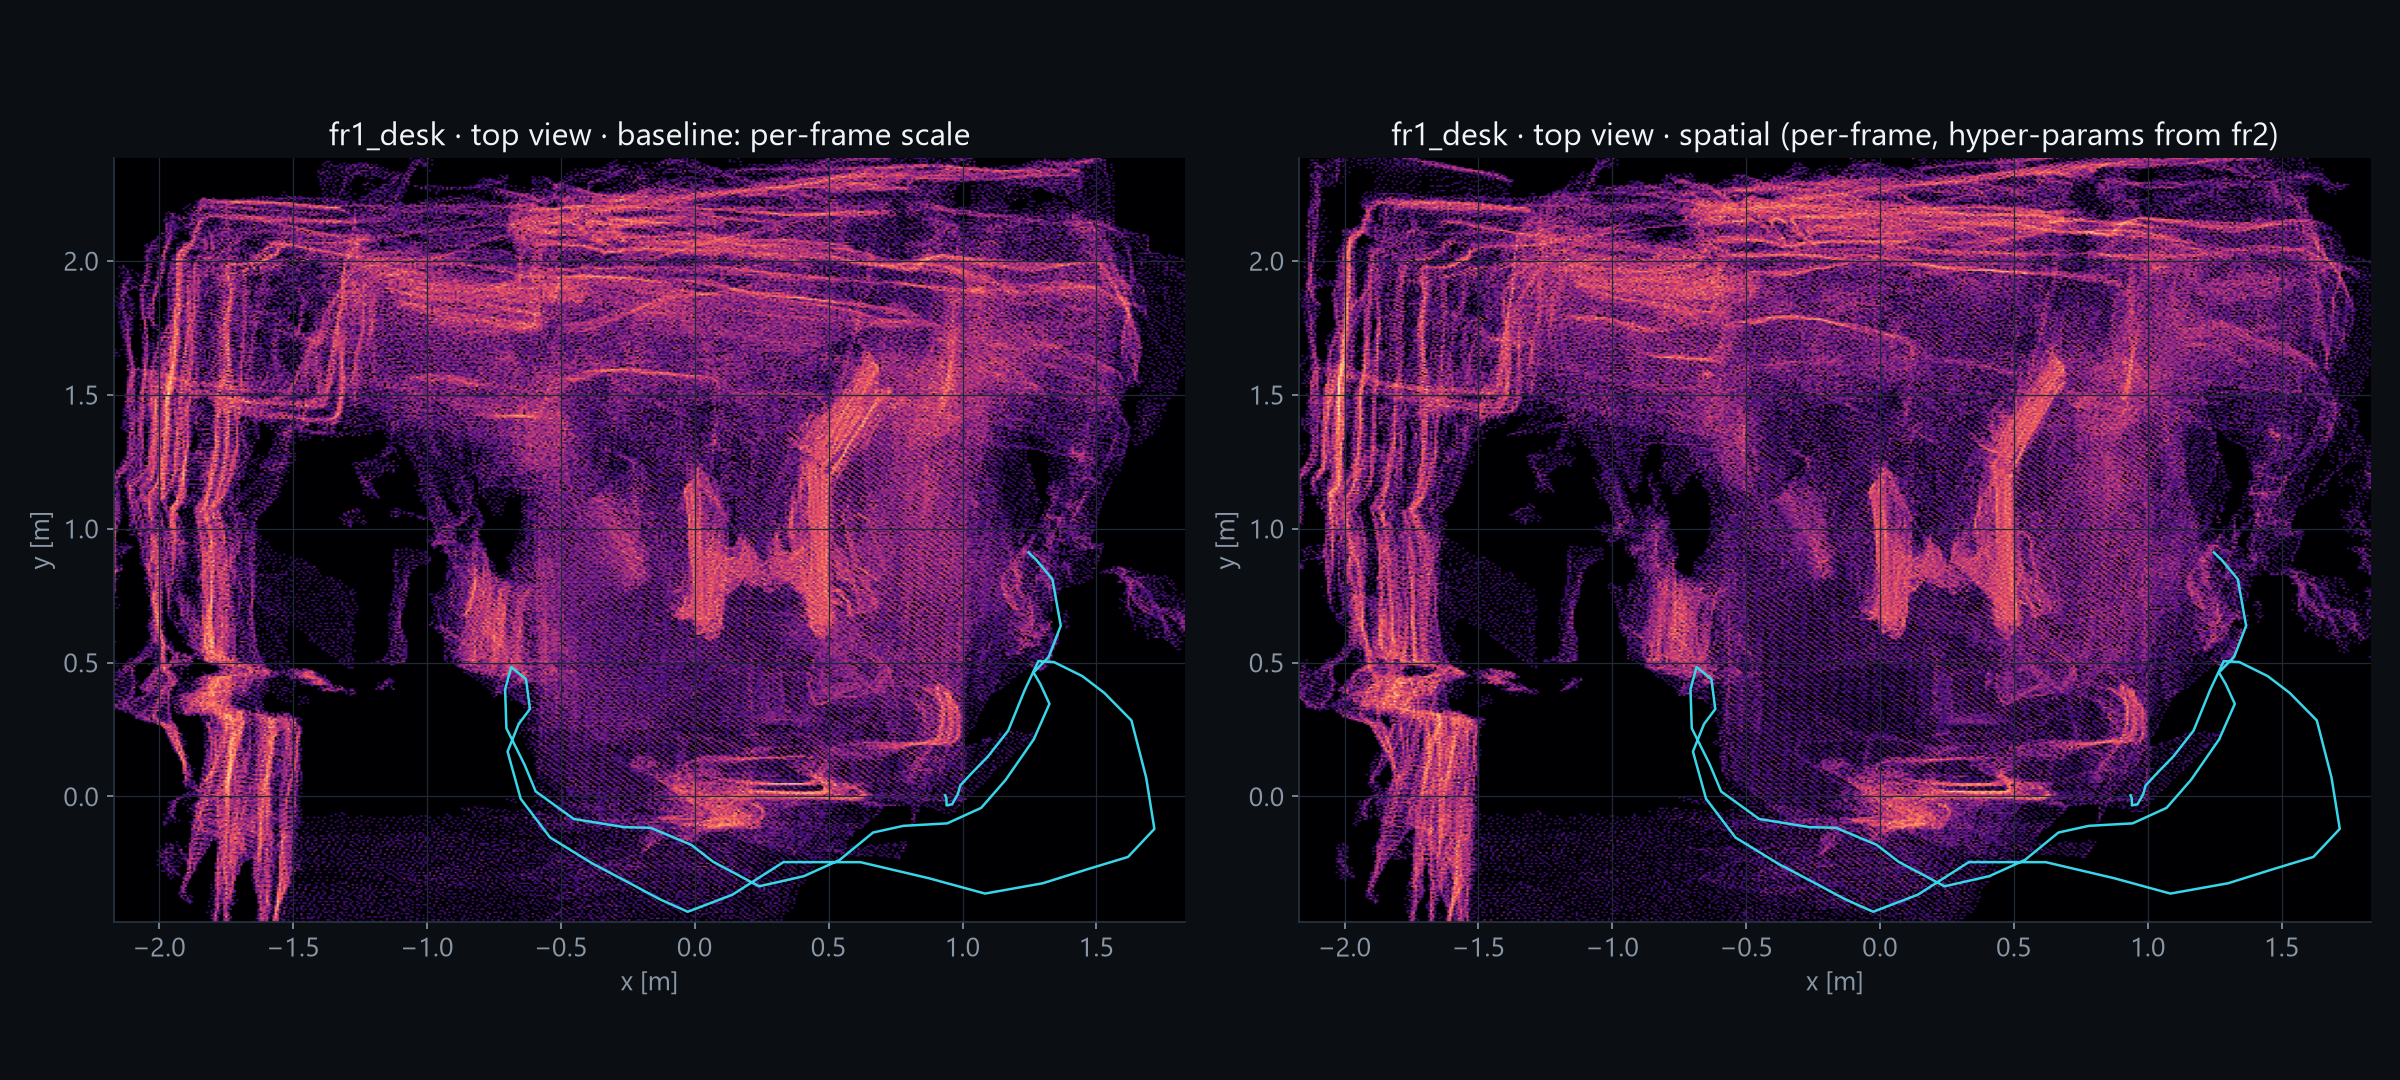 fr1_desk · top view · baseline: per-frame scale
y [m]
2.0
1.5
1.0
0.5
0.0
−2.0 −1.5 −1.0 −0.5 0.0 0.5 1.0 1.5
x [m]
fr1_desk · top view · spatial (per-frame, hyper-params from fr2)
y [m]
2.0
1.5
1.0
0.5
0.0
−2.0 −1.5 −1.0 −0.5 0.0 0.5 1.0 1.5
x [m]